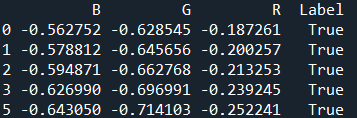 B G R Label
0 -0.562752 -0.628545 -0.187261 True
1 -0.578812 -0.645656 -0.200257 True
2 -0.594871 -0.662768 -0.213253 True
3 -0.626990 -0.696991 -0.239245 True
5 -0.643050 -0.714103 -0.252241 True